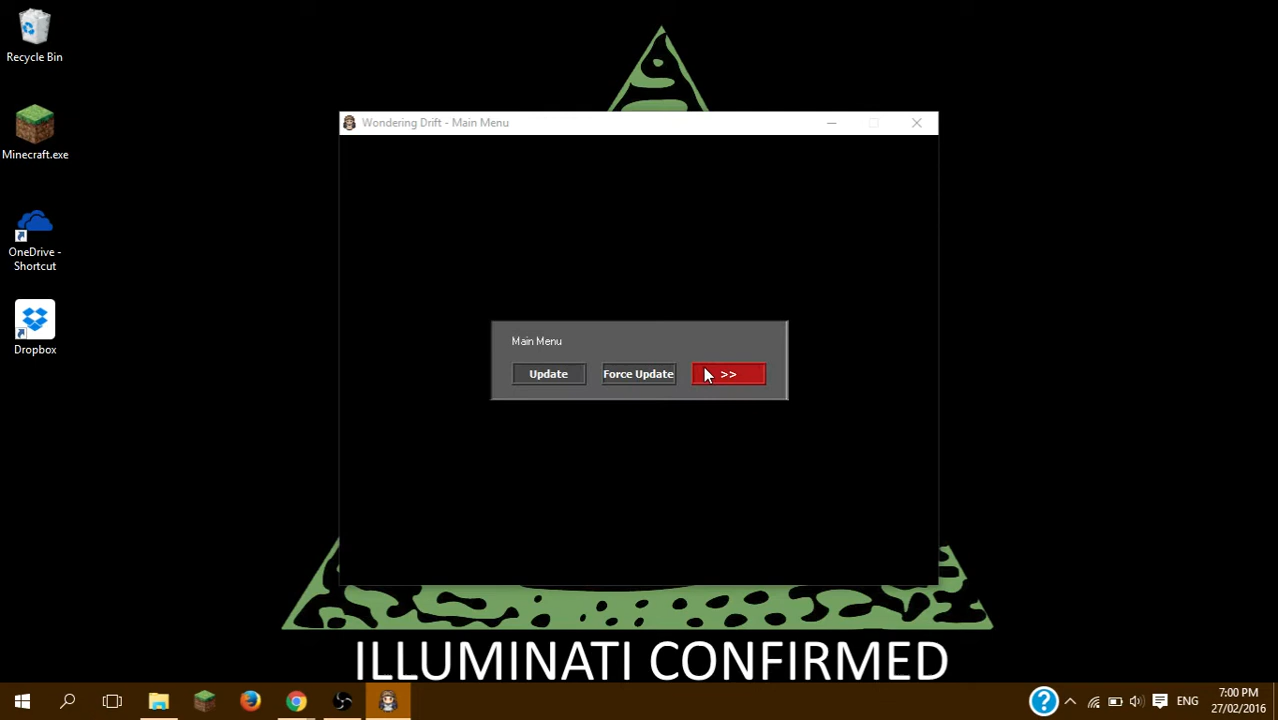 Recycle Bin
Minecraft.exe
OneDrive -
Shortcut
Dropbox
Wondering Drift - Main Menu
Main Menu
Update
Force Update
>>
ILLUMINATI CONFIRMED
ENG
7:00 PM
27/02/2016